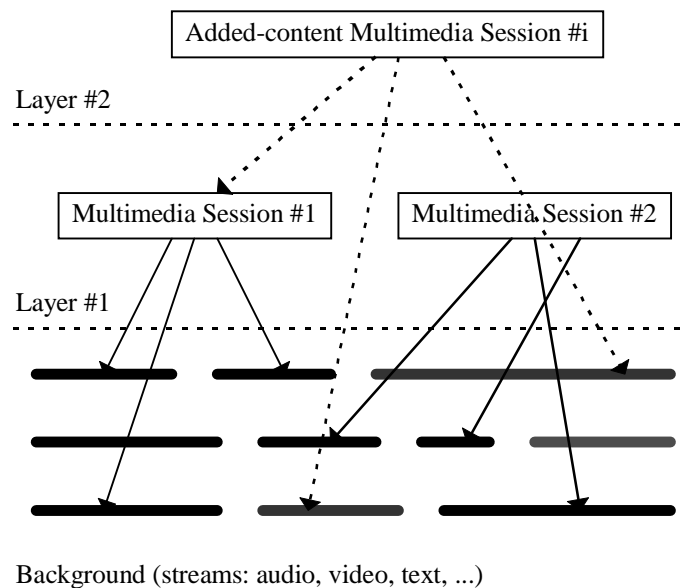 Added-content Multimedia Session #i
Layer #2
Multimedia Session #1
Multimedia Session #2
Layer #1
Background (streams: audio, video, text, ...)